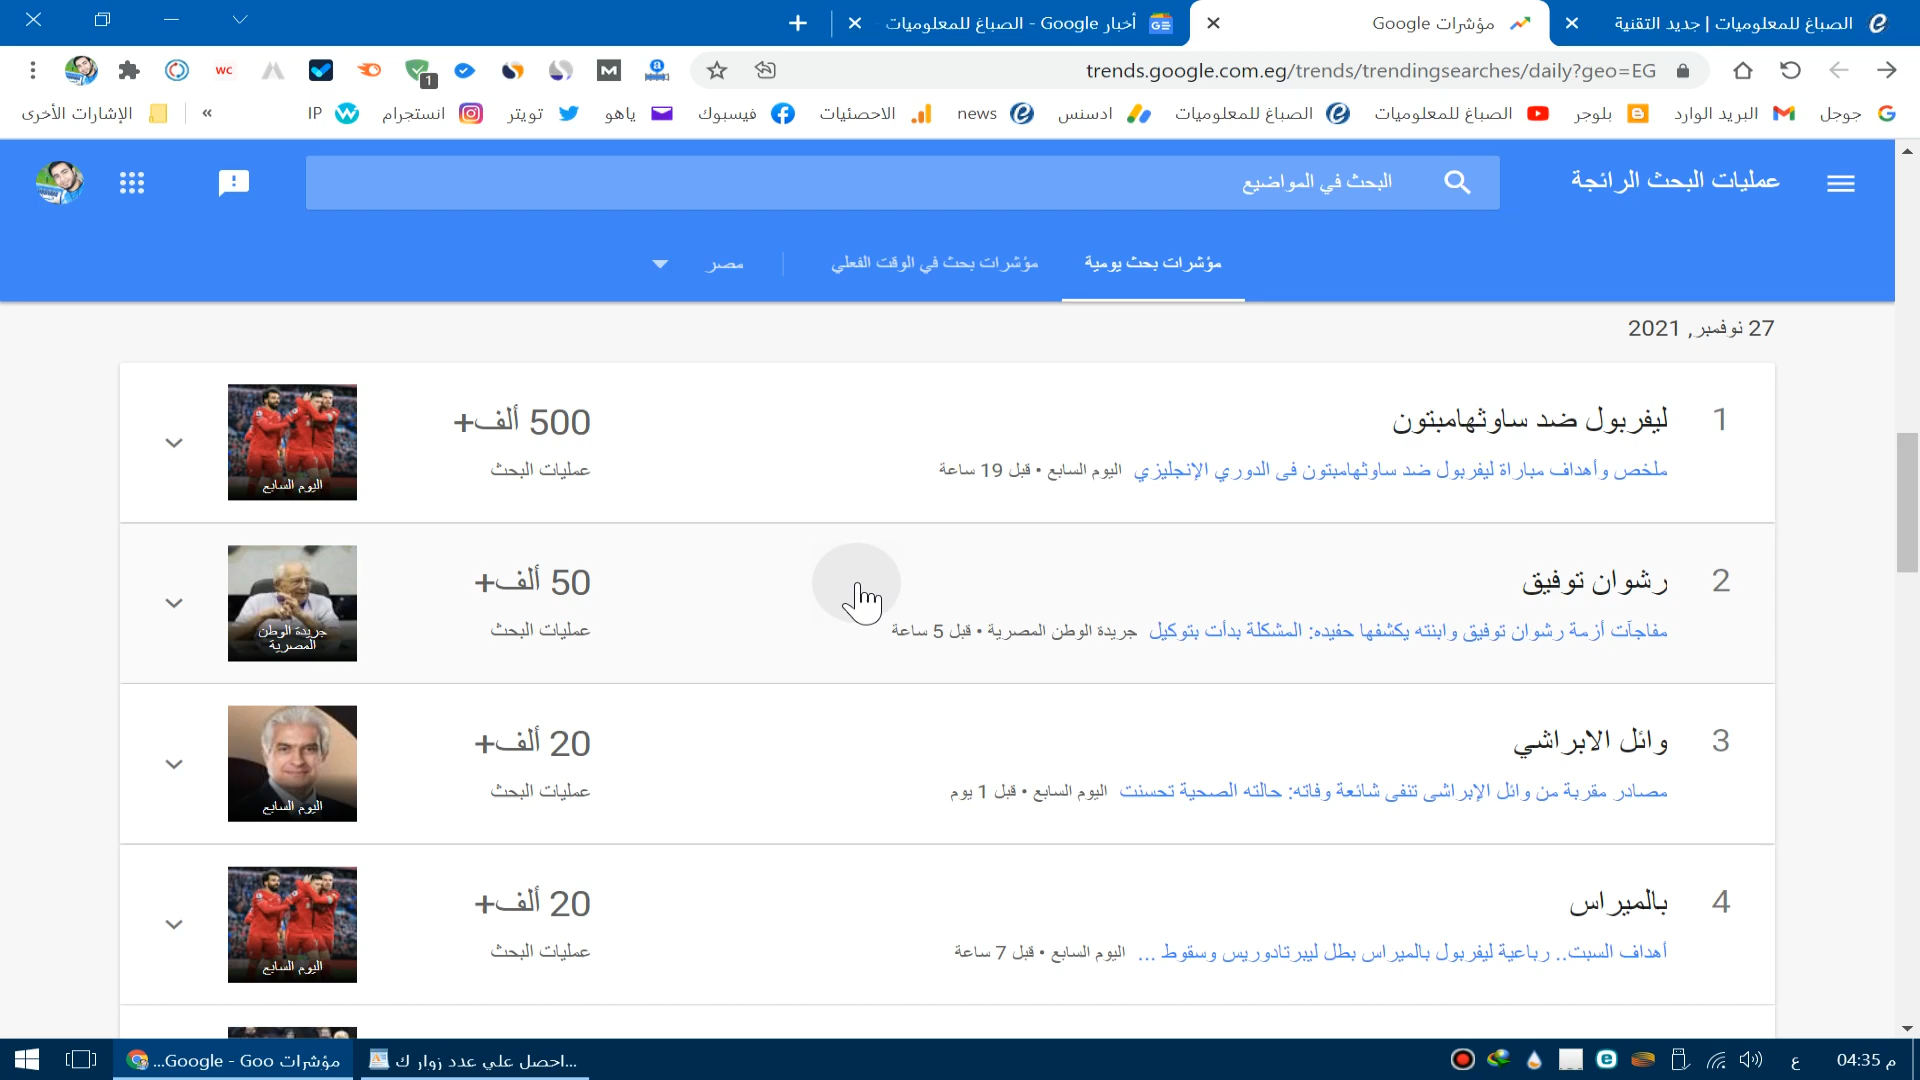 الصباغ للمعلوميات | جديد التقنية
مؤشرات Google
أخبار Google - الصباغ للمعلوميات
trends.google.com.eg/trends/trendingsearches/daily?geo=EG
جوجل
البريد الوارد
بلوجر
الصباغ للمعلوميات
الصباغ للمعلوميات
ادسنس
news
الاحصئيات
فيسبوك
ياهو
تويتر
انستجرام
IP
«
الإشارات الأخرى
عمليات البحث الرائجة
البحث في المواضيع
مؤشرات بحث يومية
مؤشرات بحث في الوقت الفعلي
مصر
27 نوفمبر, 2021
1
ليفربول ضد ساوثهامبتون
ملخص وأهداف مباراة ليفربول ضد ساوثهامبتون فى الدوري الإنجليزي اليوم السابع • قبل 19 ساعة
500 ألف+
عمليات البحث
اليوم السابع
2
رشوان توفيق
مفاجآت أزمة رشوان توفيق وابنته يكشفها حفيده: المشكلة بدأت بتوكيل جريدة الوطن المصرية • قبل 5 ساعة
50 ألف+
عمليات البحث
جريدة الوطن
المصرية
3
وائل الابراشي
مصادر مقربة من وائل الإبراشى تنفى شائعة وفاته: حالته الصحية تحسنت اليوم السابع • قبل 1 يوم
20 ألف+
عمليات البحث
اليوم السابع
4
بالميراس
أهداف السبت.. رباعية ليفربول بالميراس بطل ليبرتادوريس وسقوط ... اليوم السابع • قبل 7 ساعة
20 ألف+
عمليات البحث
اليوم السابع
مؤشرات Google - Goo...
احصل علي عدد زوار ك...
ع
04:35 م